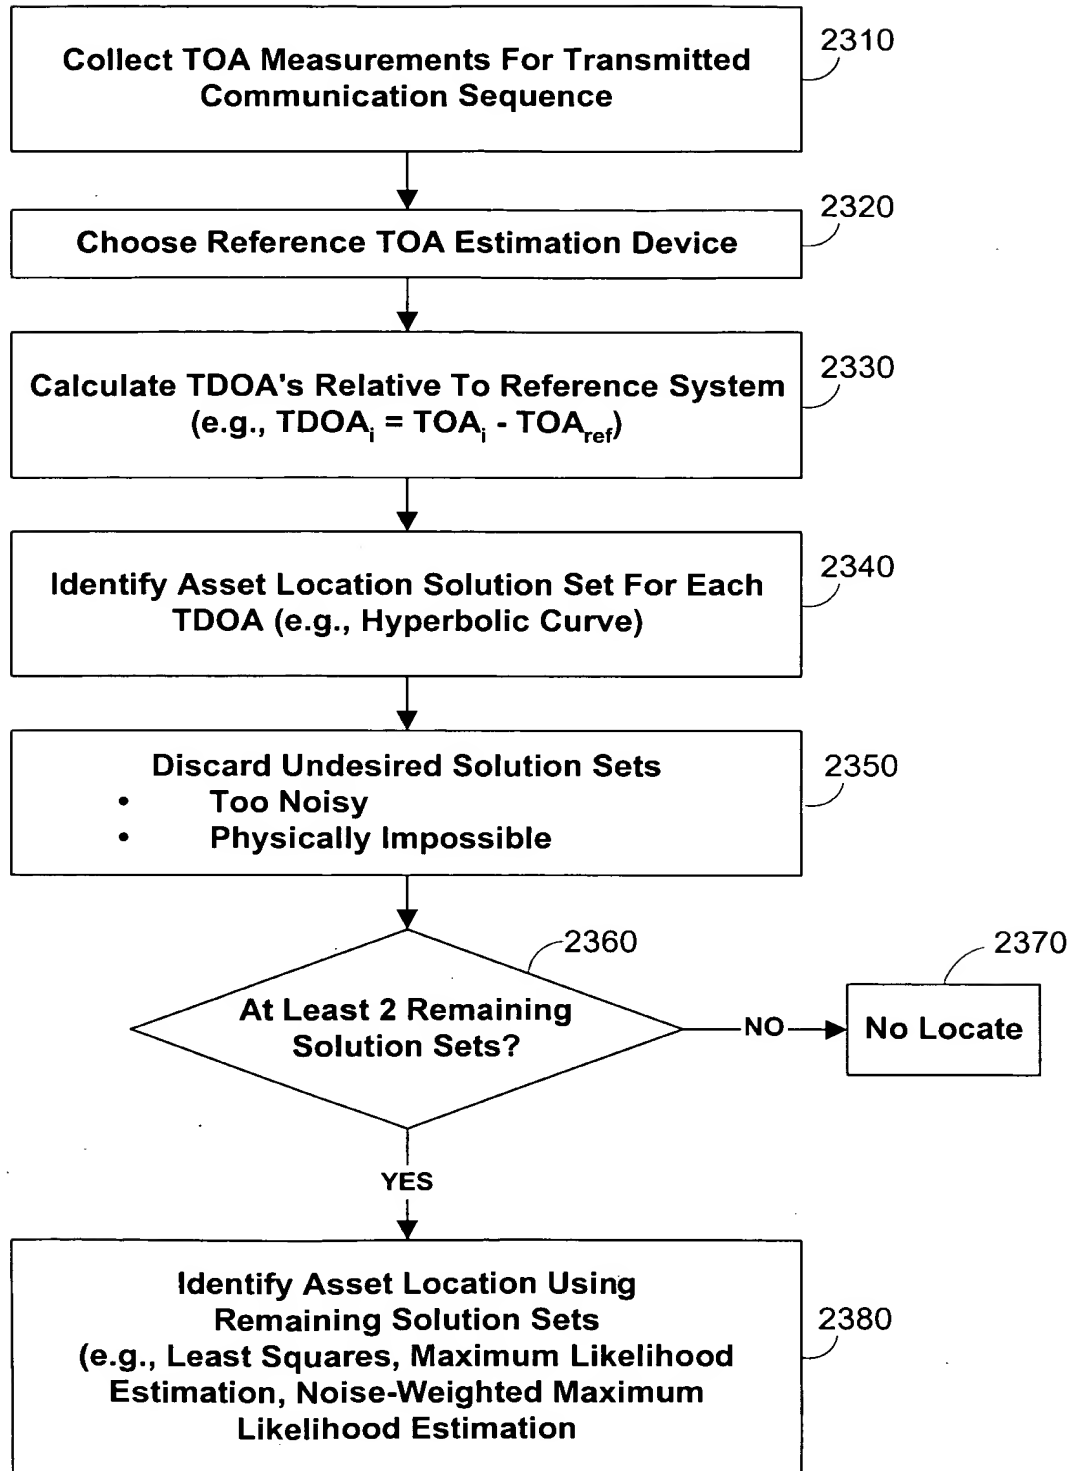 Collect TOA Measurements For Transmitted
Communication Sequence
2310
Choose Reference TOA Estimation Device
2320
Calculate TDOA's Relative To Reference System
(e.g., TDOAi = TOAi - TOAref)
2330
Identify Asset Location Solution Set For Each
TDOA (e.g., Hyperbolic Curve)
2340
Discard Undesired Solution Sets
• Too Noisy
• Physically Impossible
2350
At Least 2 Remaining
Solution Sets?
2360
NO
No Locate
2370
YES
Identify Asset Location Using
Remaining Solution Sets
(e.g., Least Squares, Maximum Likelihood
Estimation, Noise-Weighted Maximum
Likelihood Estimation
2380